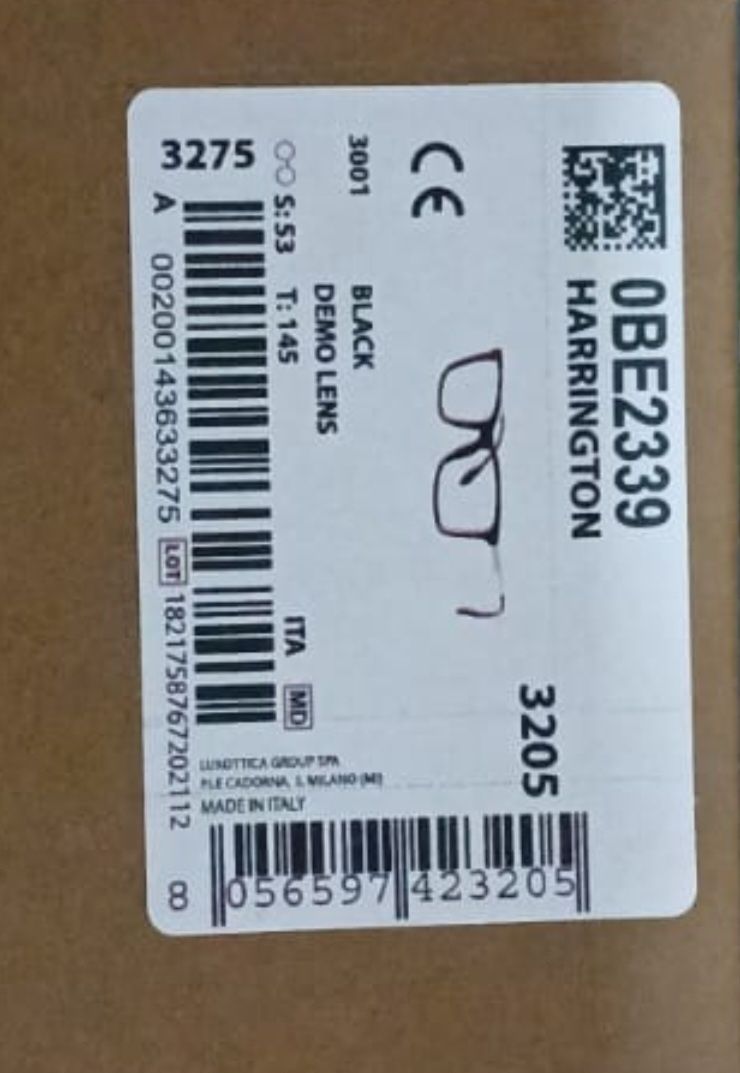 0BE2339
HARRINGTON
3205
CE
3001 BLACK
DEMO LENS
S: 53 T: 145 ITA MD
3275
A 00200143633275 LOT 1821758767202112
LUXOTTICA GROUP SPA
P.LE CADORNA, 3, MILANO (MI)
MADE IN ITALY
8 056597 423205